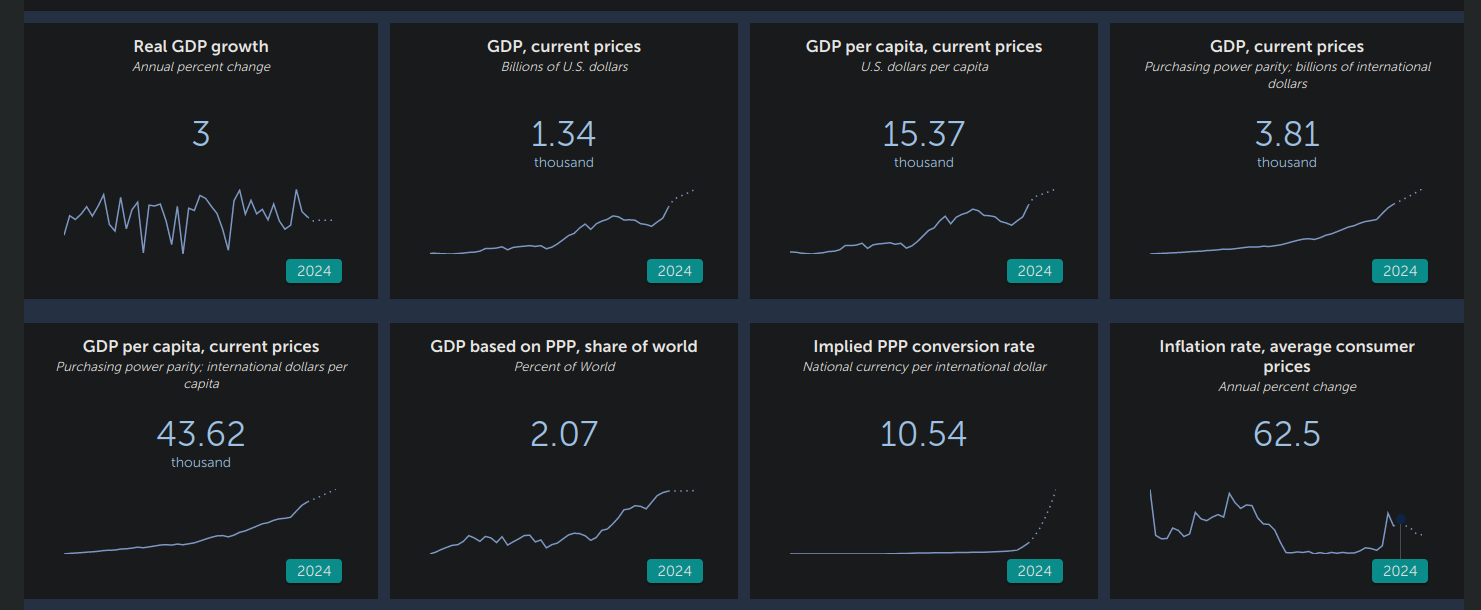 Real GDP growth
Annual percent change
3
2024
GDP, current prices
Billions of U.S. dollars
1.34
thousand
2024
GDP per capita, current prices
U.S. dollars per capita
15.37
thousand
2024
GDP, current prices
Purchasing power parity; billions of international
dollars
3.81
thousand
2024
GDP per capita, current prices
Purchasing power parity; international dollars per
capita
43.62
thousand
2024
GDP based on PPP, share of world
Percent of World
2.07
2024
Implied PPP conversion rate
National currency per international dollar
10.54
2024
Inflation rate, average consumer
prices
Annual percent change
62.5
2024